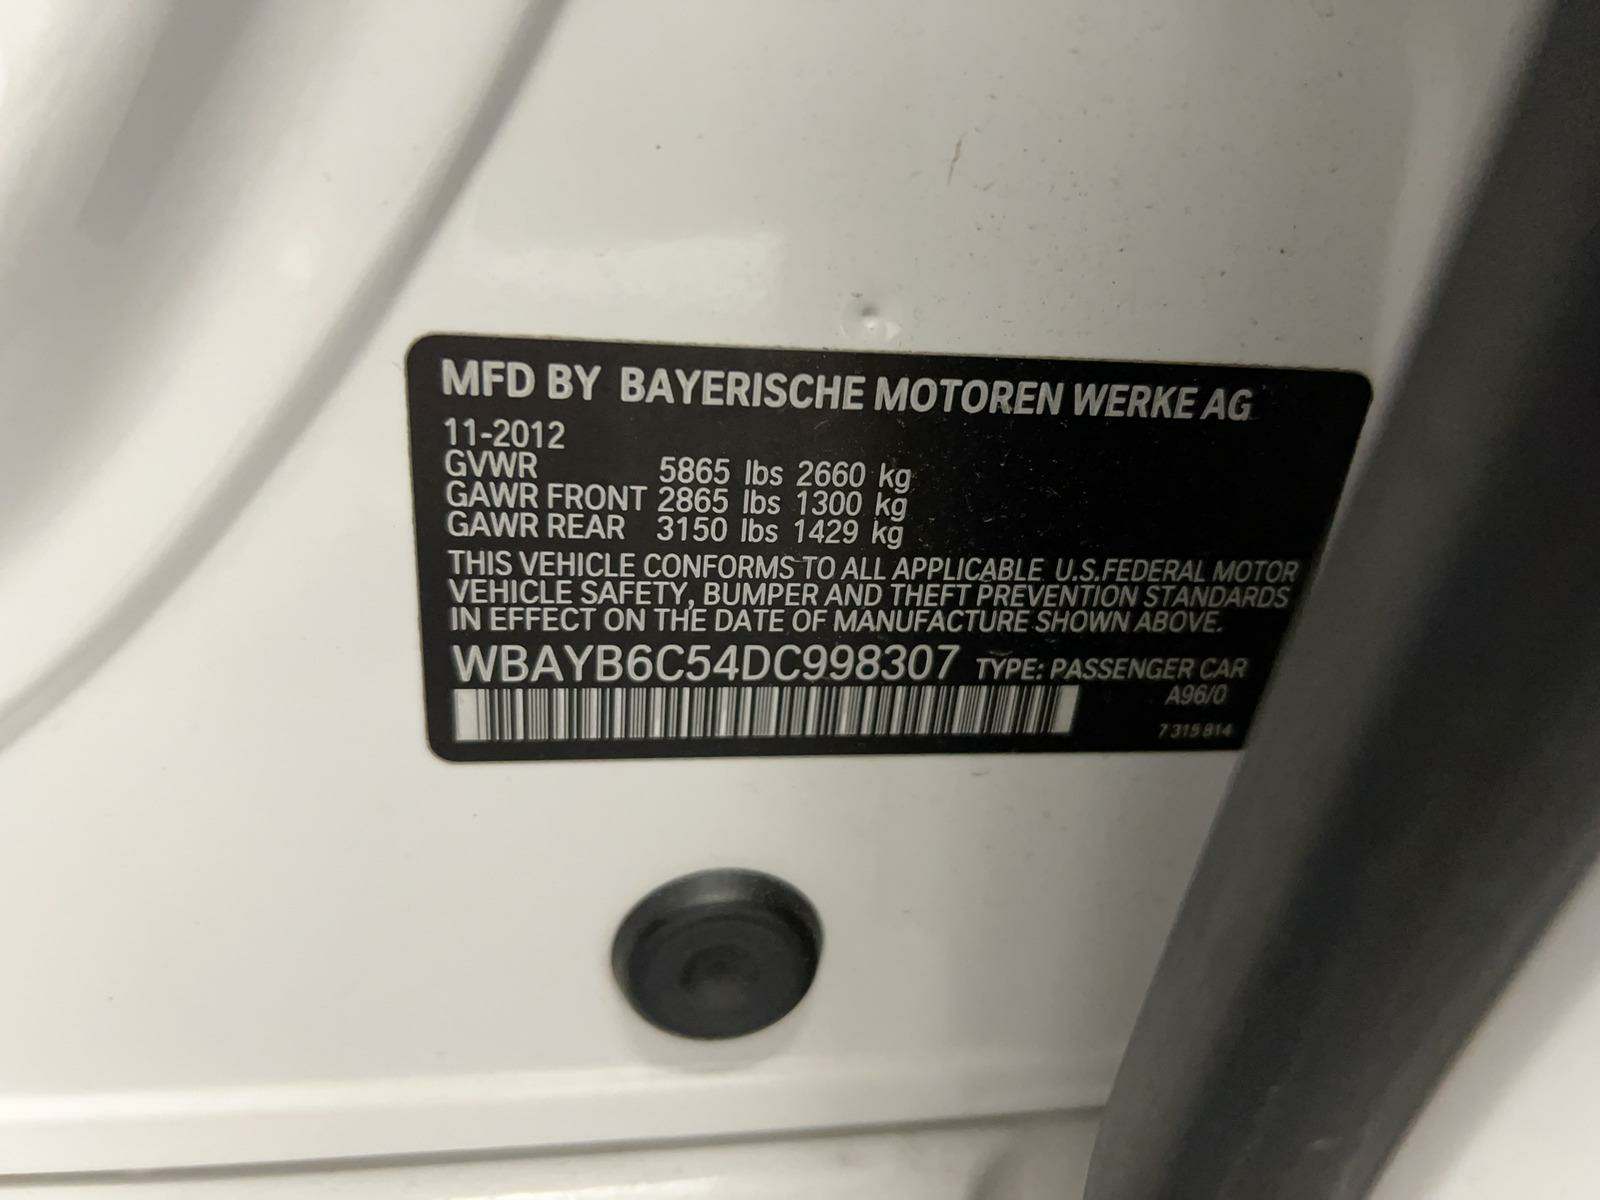 MFD BY BAYERISCHE MOTOREN WERKE AG
11-2012
GVWR 5865 lbs 2660 kg
GAWR FRONT 2865 lbs 1300 kg
GAWR REAR 3150 lbs 1429 kg
THIS VEHICLE CONFORMS TO ALL APPLICABLE U.S.FEDERAL MOTOR
VEHICLE SAFETY, BUMPER AND THEFT PREVENTION STANDARDS
IN EFFECT ON THE DATE OF MANUFACTURE SHOWN ABOVE.
WBAYB6C54DC998307 TYPE: PASSENGER CAR
A96/0
7 315 814